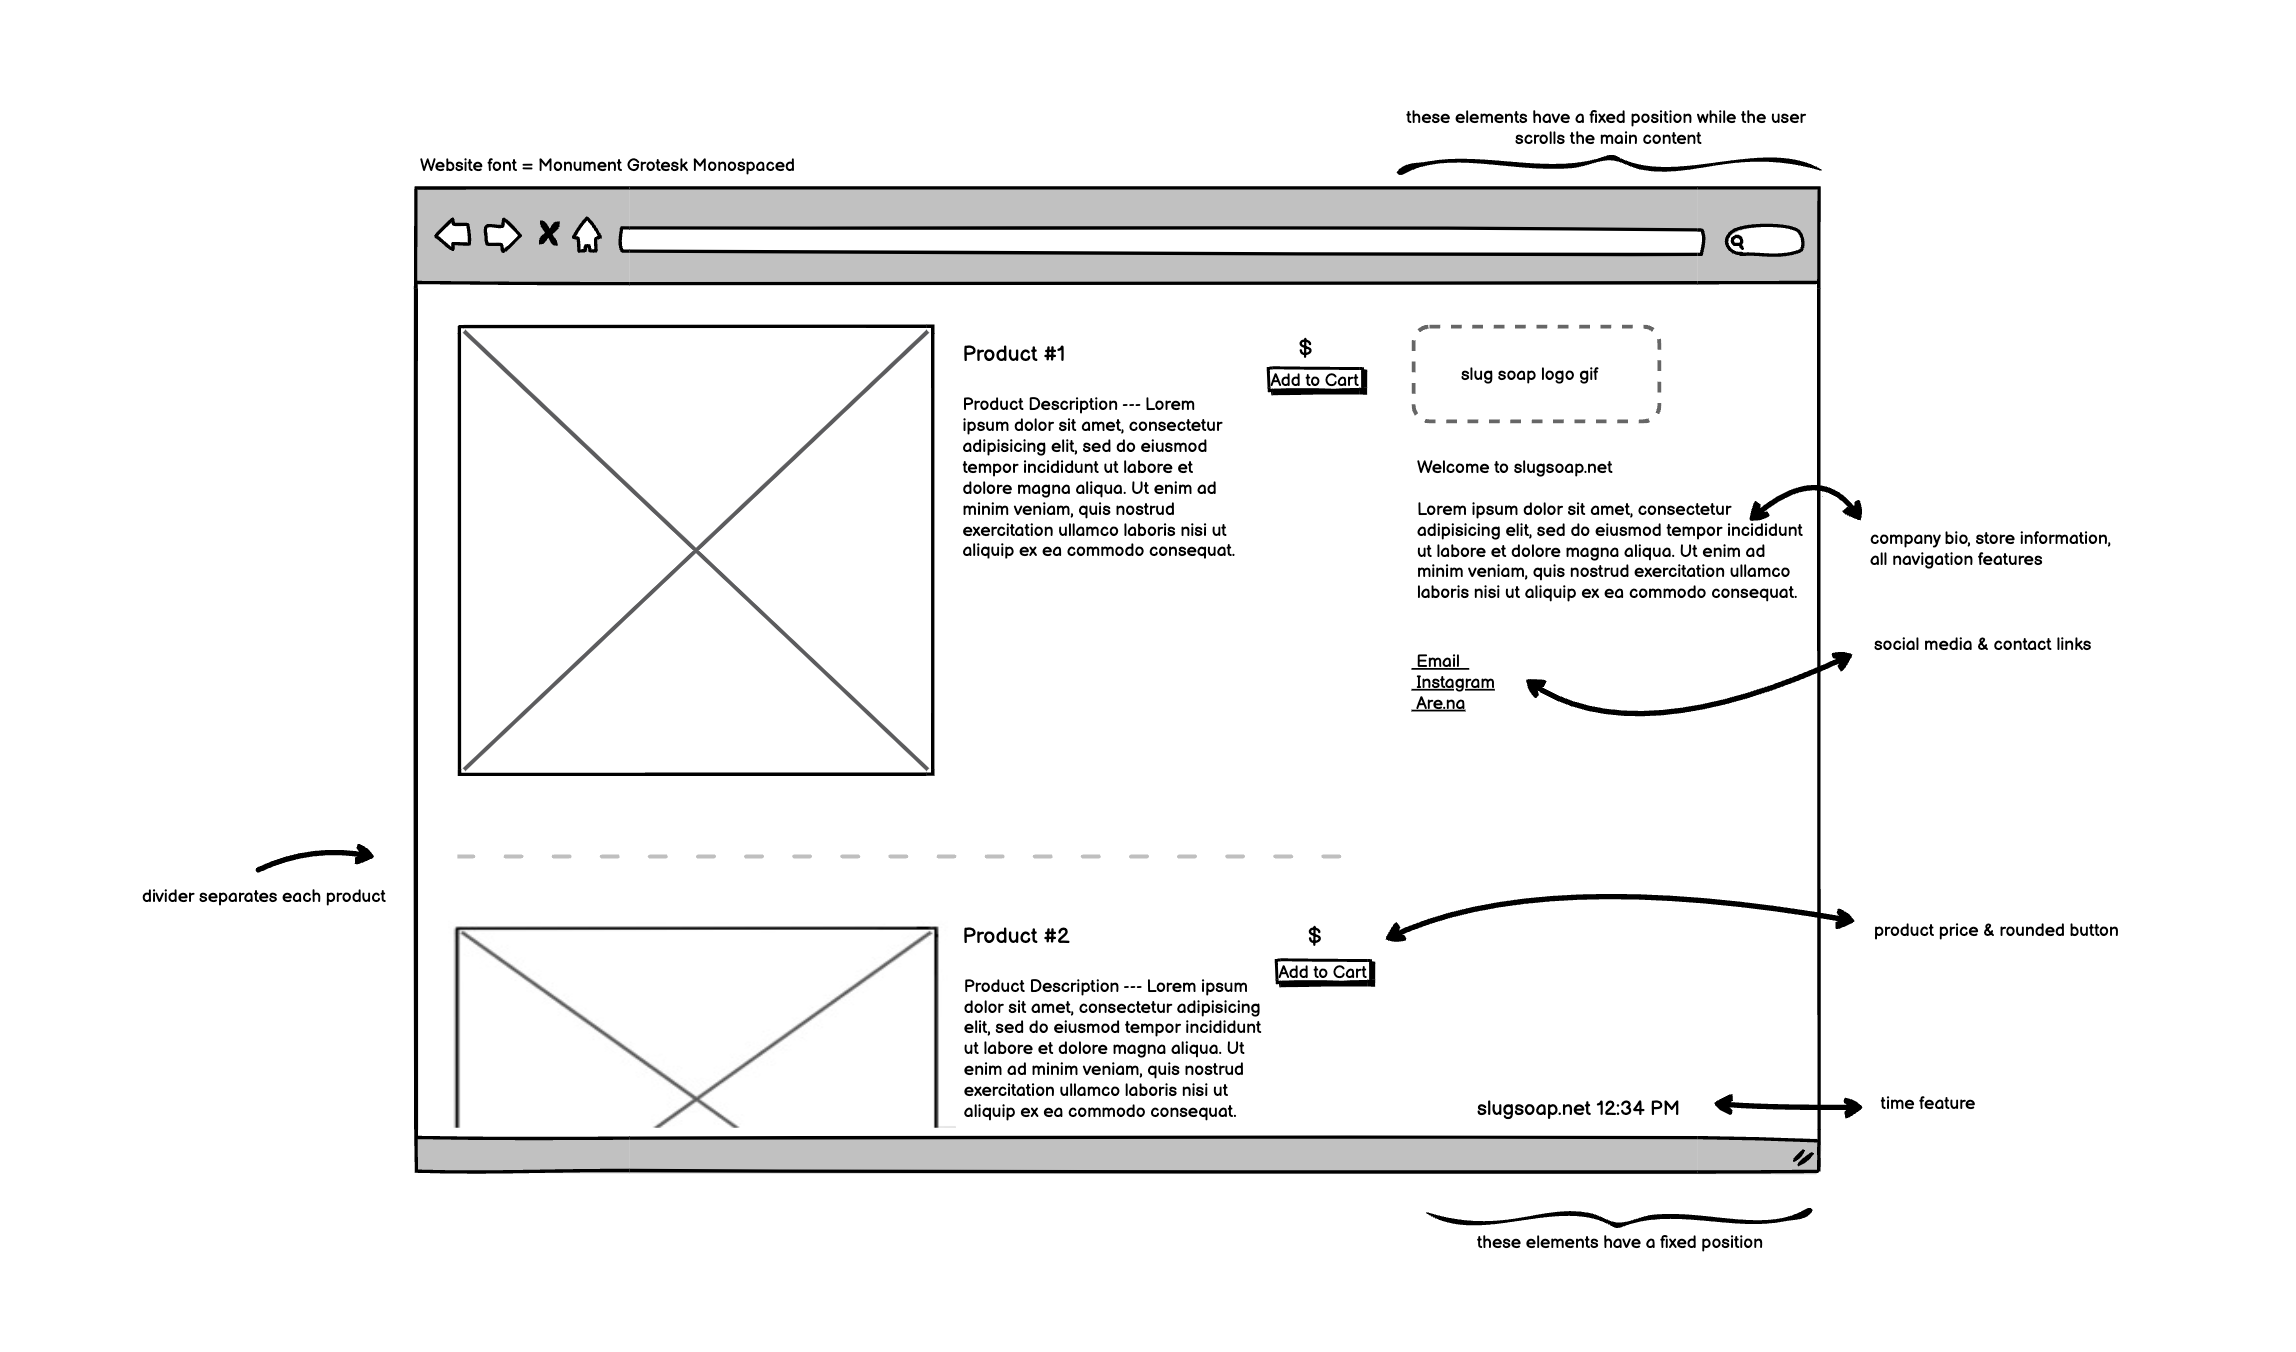 these elements have a fixed position while the user
scrolls the main content
Website font = Monument Grotesk Monospaced
Product #1
$
Add to Cart
Product Description --- Lorem
ipsum dolor sit amet, consectetur
adipisicing elit, sed do eiusmod
tempor incididunt ut labore et
dolore magna aliqua. Ut enim ad
minim veniam, quis nostrud
exercitation ullamco laboris nisi ut
aliquip ex ea commodo consequat.
slug soap logo gif
Welcome to slugsoap.net
Lorem ipsum dolor sit amet, consectetur
adipisicing elit, sed do eiusmod tempor incididunt
ut labore et dolore magna aliqua. Ut enim ad
minim veniam, quis nostrud exercitation ullamco
laboris nisi ut aliquip ex ea commodo consequat.
company bio, store information,
all navigation features
Email
Instagram
Are.na
social media & contact links
divider separates each product
Product #2
$
Add to Cart
Product Description --- Lorem ipsum
dolor sit amet, consectetur adipisicing
elit, sed do eiusmod tempor incididunt
ut labore et dolore magna aliqua. Ut
enim ad minim veniam, quis nostrud
exercitation ullamco laboris nisi ut
aliquip ex ea commodo consequat.
product price & rounded button
slugsoap.net 12:34 PM
time feature
these elements have a fixed position